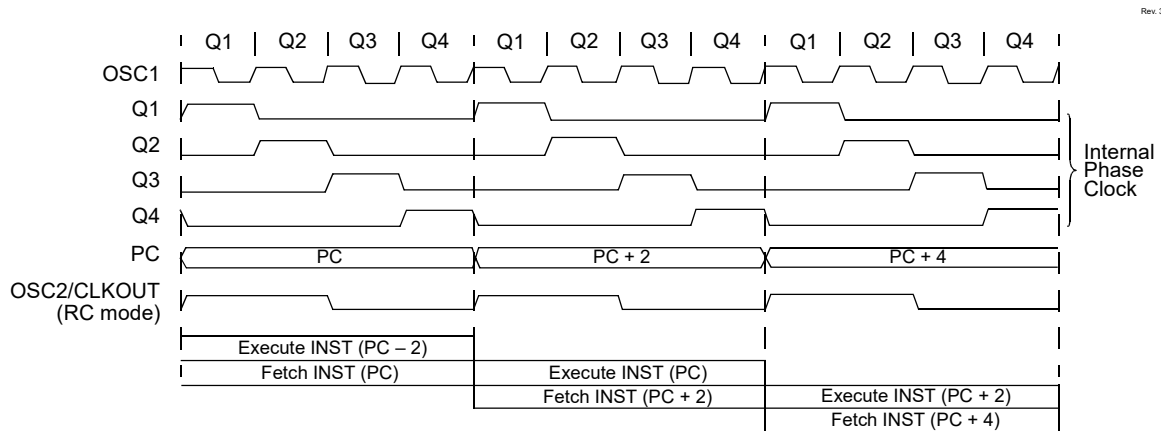 Rev. 3
Q1 Q2 Q3 Q4 Q1 Q2 Q3 Q4 Q1 Q2 Q3 Q4
OSC1
Q1
Q2
Q3
Q4
Internal
Phase
Clock
PC
PC
PC + 2
PC + 4
OSC2/CLKOUT
(RC mode)
Execute INST (PC – 2)
Fetch INST (PC)
Execute INST (PC)
Fetch INST (PC + 2)
Execute INST (PC + 2)
Fetch INST (PC + 4)